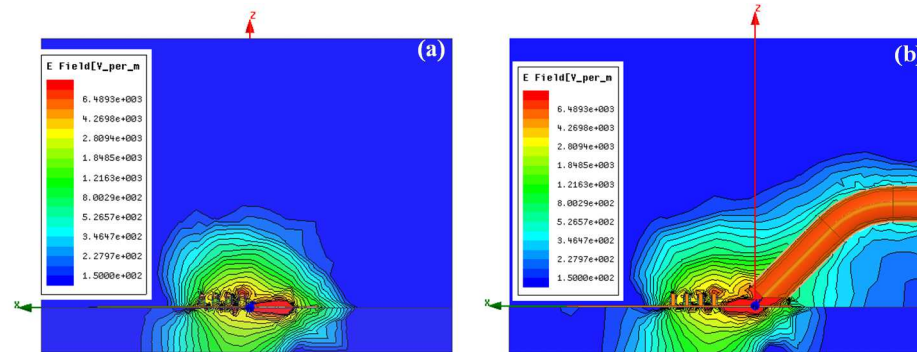 Z
(a)
E Field[V_per_m
6.4893e+003
4.2698e+003
2.8094e+003
1.8485e+003
1.2163e+003
8.0029e+002
5.2657e+002
3.4647e+002
2.2797e+002
1.5000e+002
X
Z
(b)
E Field[V_per_m
6.4893e+003
4.2698e+003
2.8094e+003
1.8485e+003
1.2163e+003
8.0029e+002
5.2657e+002
3.4647e+002
2.2797e+002
1.5000e+002
X